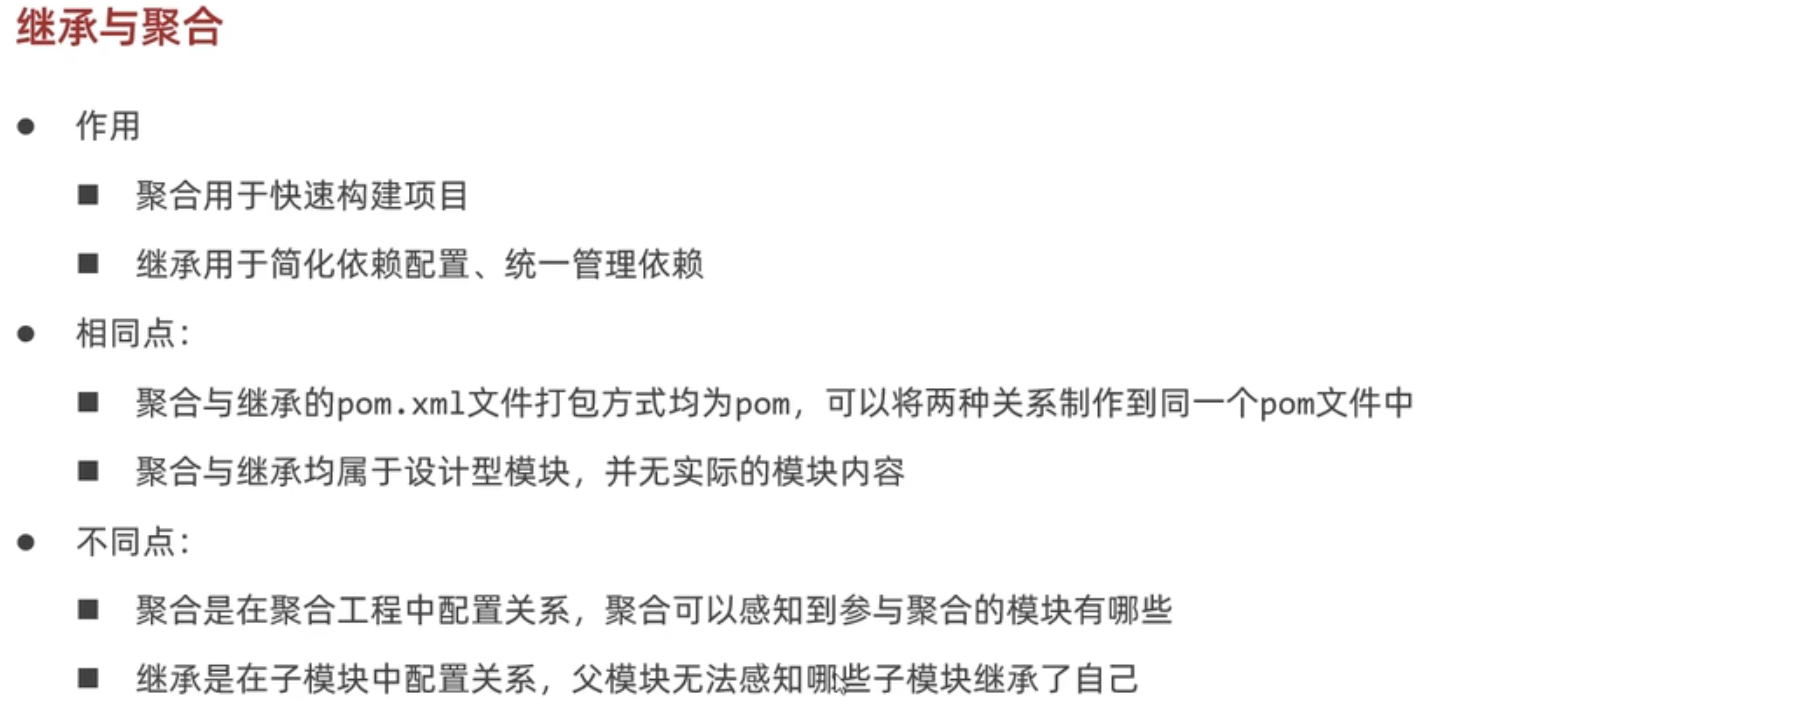 继承与聚合
● 作用
■ 聚合用于快速构建项目
■ 继承用于简化依赖配置、统一管理依赖
● 相同点：
■ 聚合与继承的pom.xml文件打包方式均为pom，可以将两种关系制作到同一个pom文件中
■ 聚合与继承均属于设计型模块，并无实际的模块内容
● 不同点：
■ 聚合是在聚合工程中配置关系，聚合可以感知到参与聚合的模块有哪些
■ 继承是在子模块中配置关系，父模块无法感知哪些子模块继承了自己